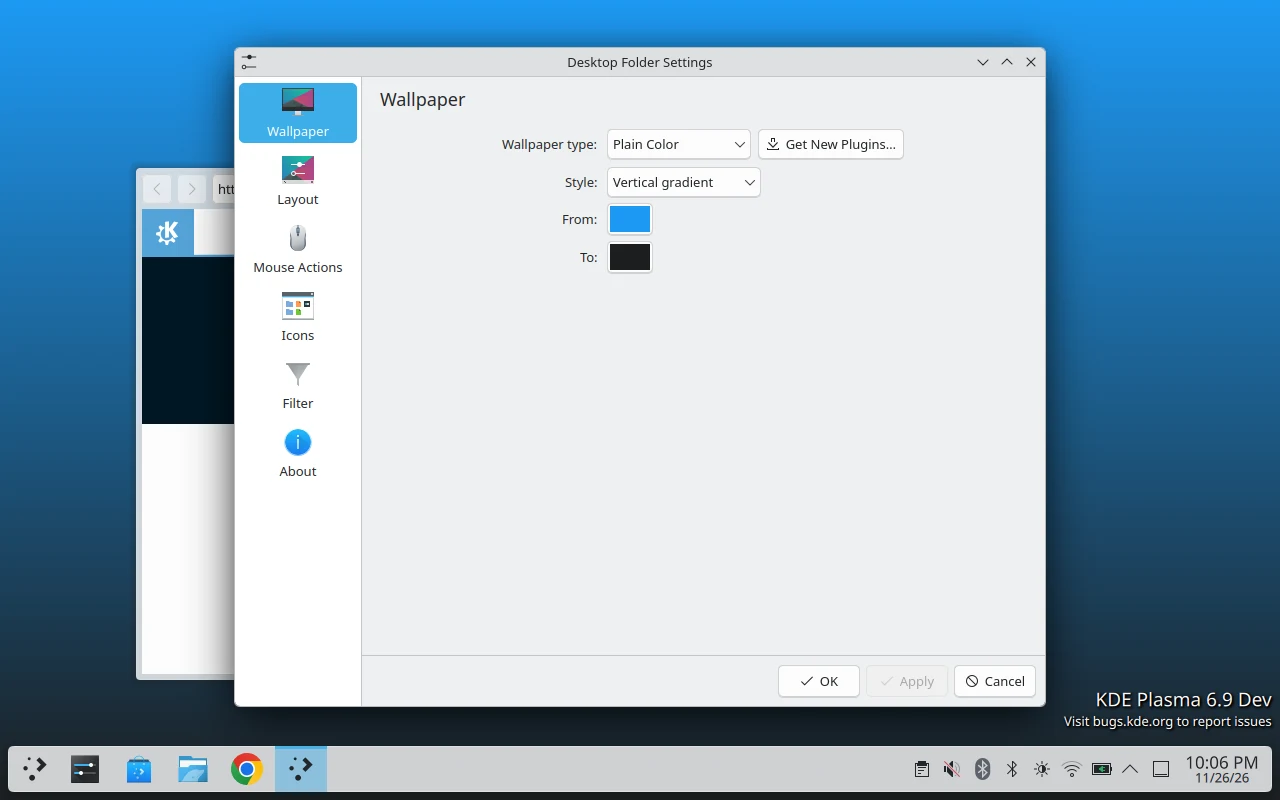 Desktop Folder Settings
Wallpaper
Layout
Mouse Actions
Icons
Filter
About
Wallpaper
Wallpaper type: Plain Color Get New Plugins...
Style: Vertical gradient
From:
To:
OK Apply Cancel
htt
KDE Plasma 6.9 Dev
Visit bugs.kde.org to report issues
10:06 PM
11/26/26